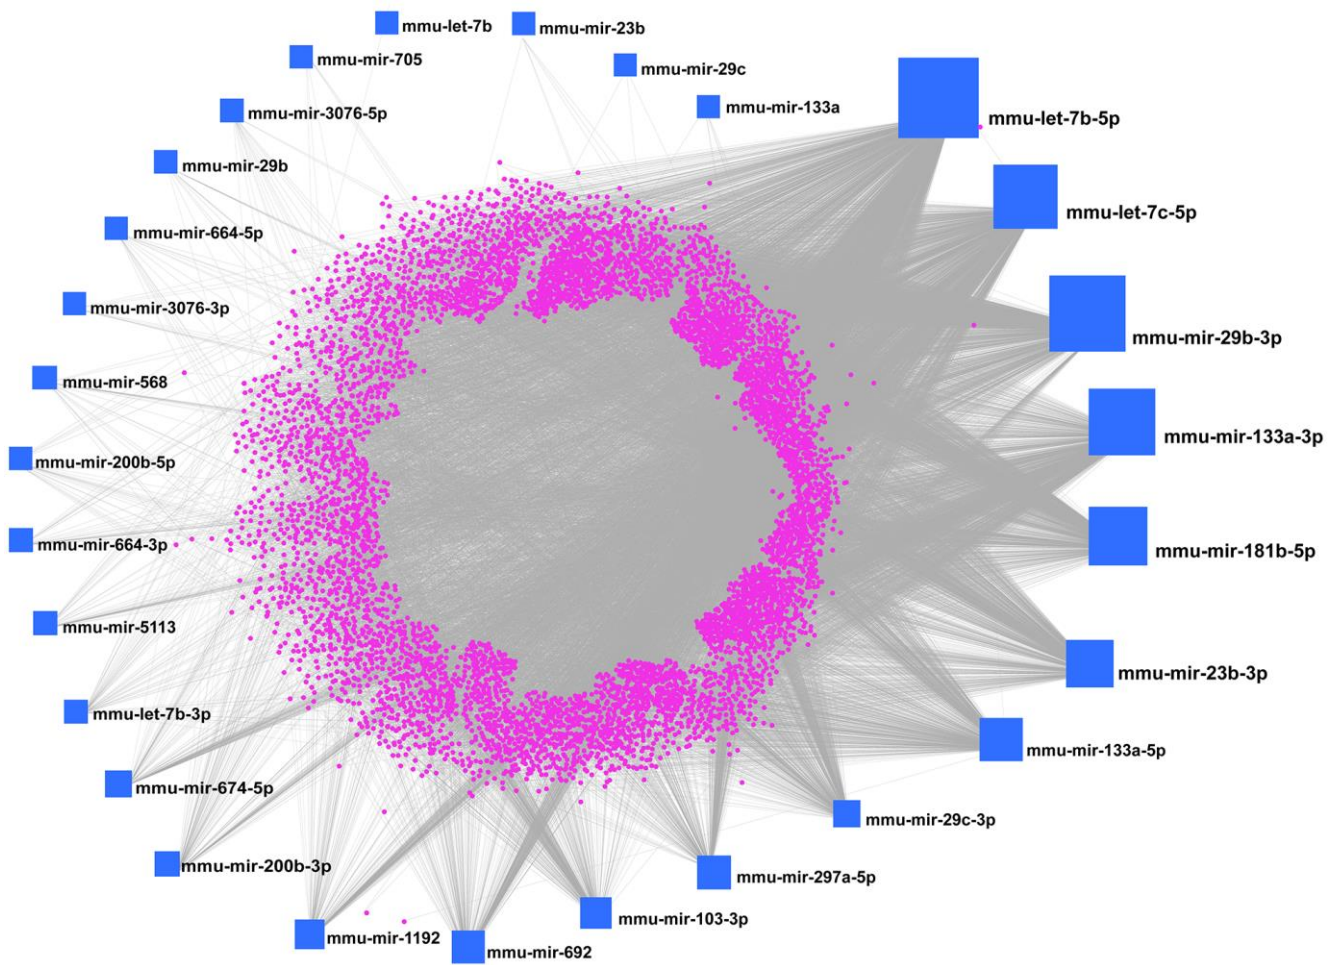 mmu-let-7b
mmu-mir-23b
mmu-mir-705
mmu-mir-29c
mmu-mir-133a
mmu-mir-3076-5p
mmu-let-7b-5p
mmu-mir-29b
mmu-let-7c-5p
mmu-mir-664-5p
mmu-mir-3076-3p
mmu-mir-29b-3p
mmu-mir-568
mmu-mir-133a-3p
mmu-mir-200b-5p
mmu-mir-664-3p
mmu-mir-181b-5p
mmu-mir-5113
mmu-mir-23b-3p
mmu-let-7b-3p
mmu-mir-133a-5p
mmu-mir-674-5p
mmu-mir-29c-3p
mmu-mir-200b-3p
mmu-mir-297a-5p
mmu-mir-103-3p
mmu-mir-1192
mmu-mir-692